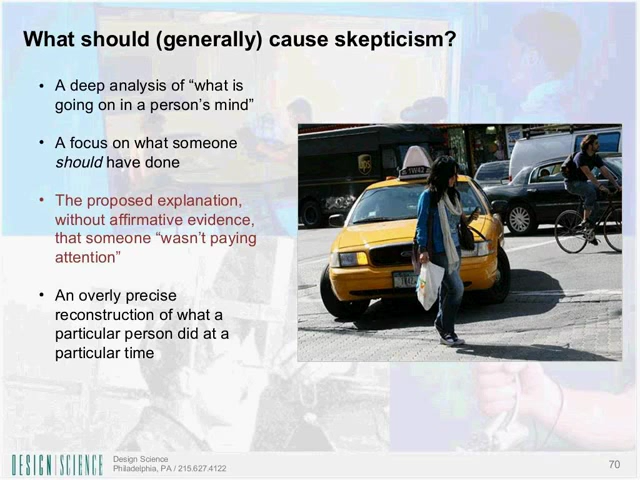 What should (generally) cause skepticism?
• A deep analysis of “what is
going on in a person’s mind”
• A focus on what someone
should have done
• The proposed explanation,
without affirmative evidence,
that someone “wasn’t paying
attention”
• An overly precise
reconstruction of what a
particular person did at a
particular time
ups
1W42
DESIGN SCIENCE
Design Science
Philadelphia, PA / 215.627.4122
70